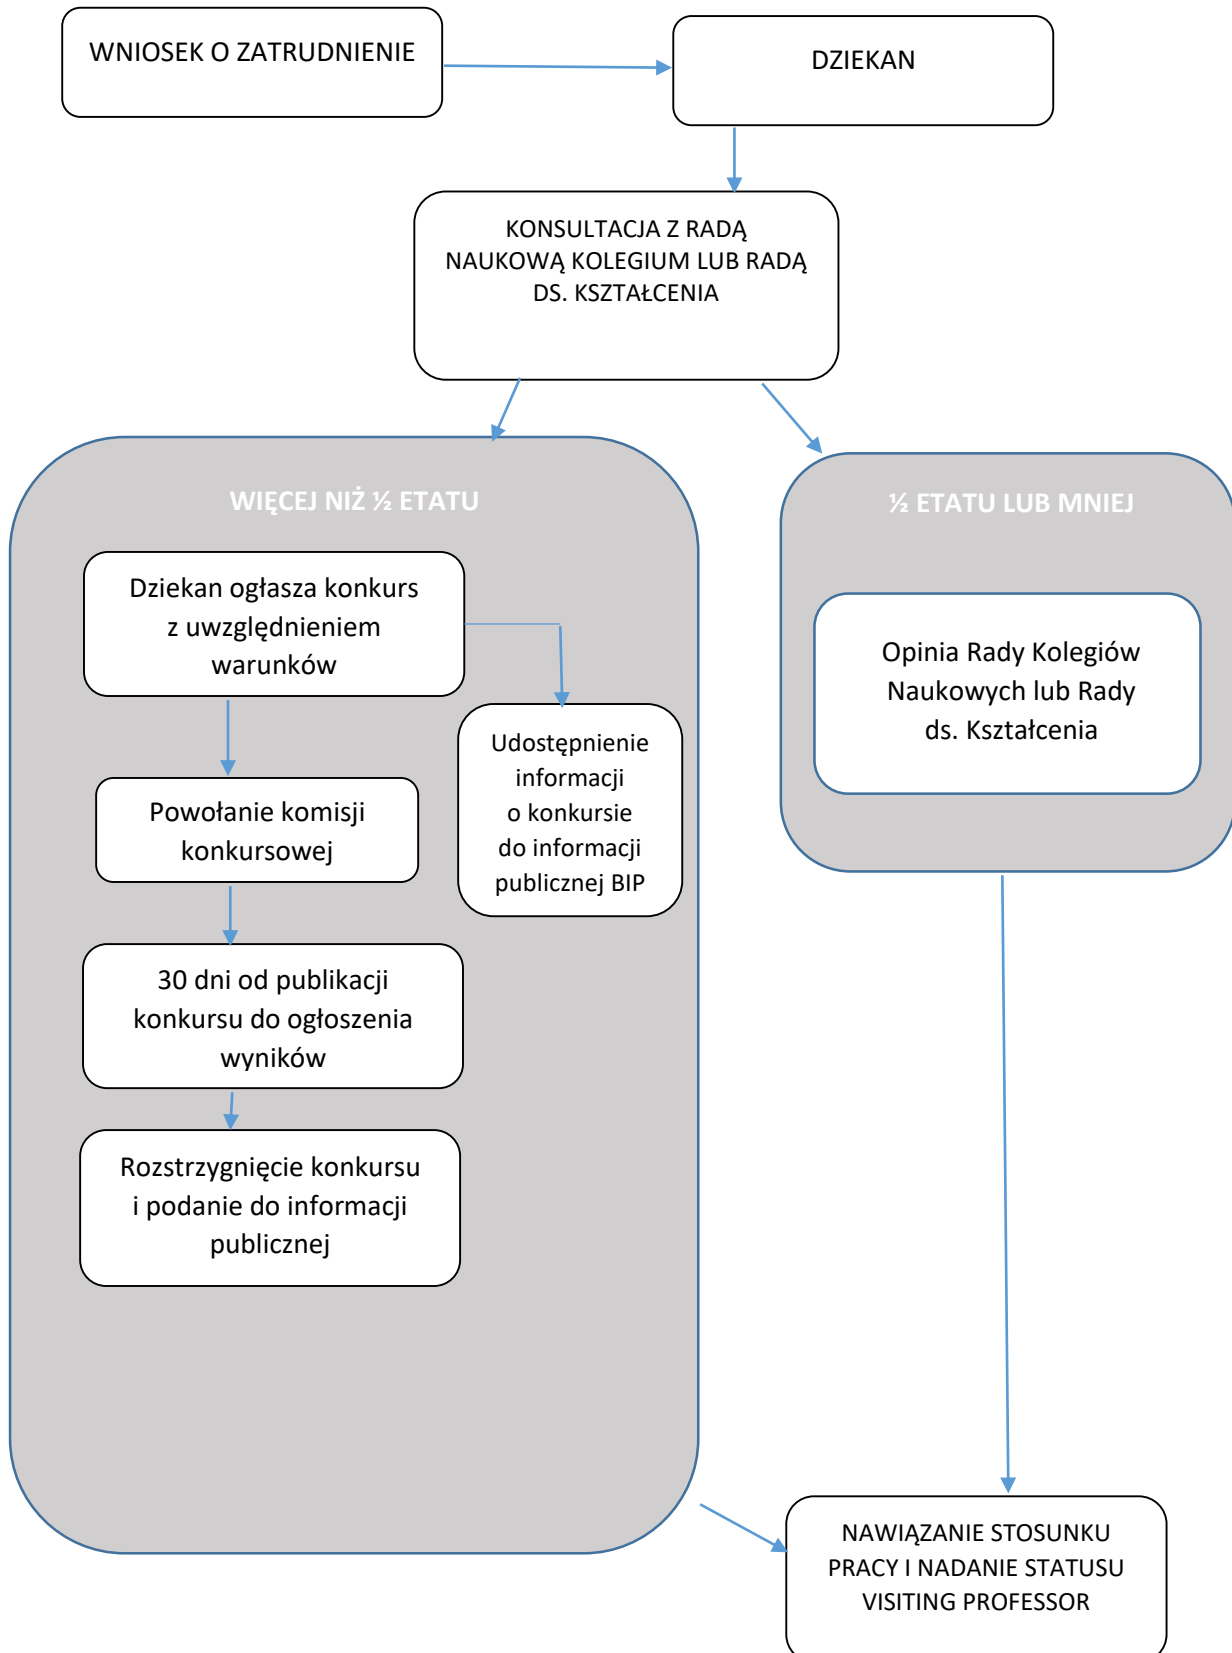 WNIOSEK O ZATRUDNIENIE
DZIEKAN
KONSULTACJA Z RADĄ
NAUKOWĄ KOLEGIUM LUB RADĄ
DS. KSZTAŁCENIA
WIĘCEJ NIŻ ½ ETATU
Dziekan ogłasza konkurs
z uwzględnieniem
warunków
Udostępnienie
informacji
o konkursie
do informacji
publicznej BIP
Powołanie komisji
konkursowej
30 dni od publikacji
konkursu do ogłoszenia
wyników
Rozstrzygnięcie konkursu
i podanie do informacji
publicznej
½ ETATU LUB MNIEJ
Opinia Rady Kolegiów
Naukowych lub Rady
ds. Kształcenia
NAWIĄZANIE STOSUNKU
PRACY I NADANIE STATUSU
VISITING PROFESSOR